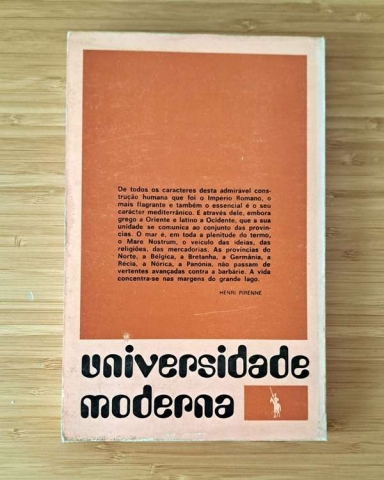 De todos os caracteres desta admirável cons-
trução humana que foi o Império Romano, o
mais flagrante e também o essencial é o seu
carácter mediterrânico. É através dele, embora
grego a Oriente e latino a Ocidente, que a sua
unidade se comunica ao conjunto das provín-
cias. O mar é, em toda a plenitude do termo,
o Mare Nostrum, o veículo das ideias, das
religiões, das mercadorias. As províncias do
Norte, a Bélgica, a Bretanha, a Germânia, a
Récia, a Nórica, a Panónia, não passam de
vertentes avançadas contra a barbárie. A vida
concentra-se nas margens do grande lago.
HENRI PIRENNE
universidade
moderna